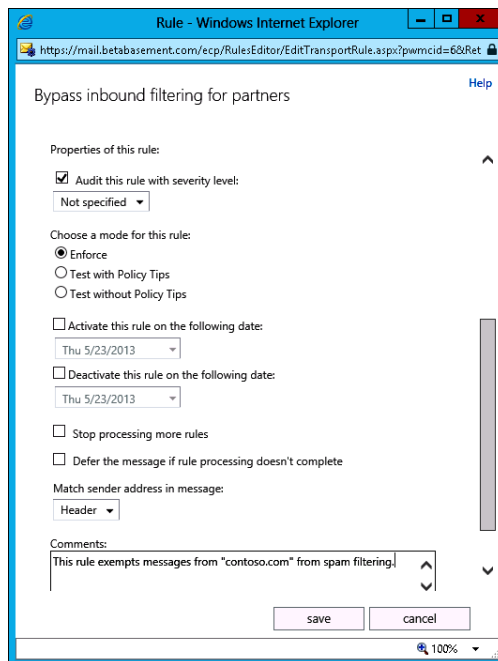 Rule - Windows Internet Explorer
https://mail.betabasement.com/ecp/RulesEditor/EditTransportRule.aspx?pwmcid=6&Ret
Help
Bypass inbound filtering for partners
Properties of this rule:
Audit this rule with severity level:
Not specified
Choose a mode for this rule:
Enforce
Test with Policy Tips
Test without Policy Tips
Activate this rule on the following date:
Thu 5/23/2013
Deactivate this rule on the following date:
Thu 5/23/2013
Stop processing more rules
Defer the message if rule processing doesn't complete
Match sender address in message:
Header
Comments:
This rule exempts messages from "contoso.com" from spam filtering.
save
cancel
100%